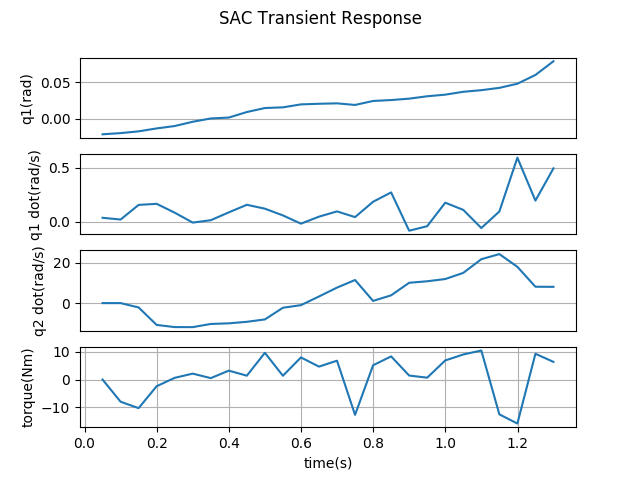 SAC Transient Response
q1(rad)
0.05
0.00
q1 dot(rad/s)
0.5
0.0
q2 dot(rad/s)
20
0
torque(Nm)
10
0
−10
0.0 0.2 0.4 0.6 0.8 1.0 1.2
time(s)